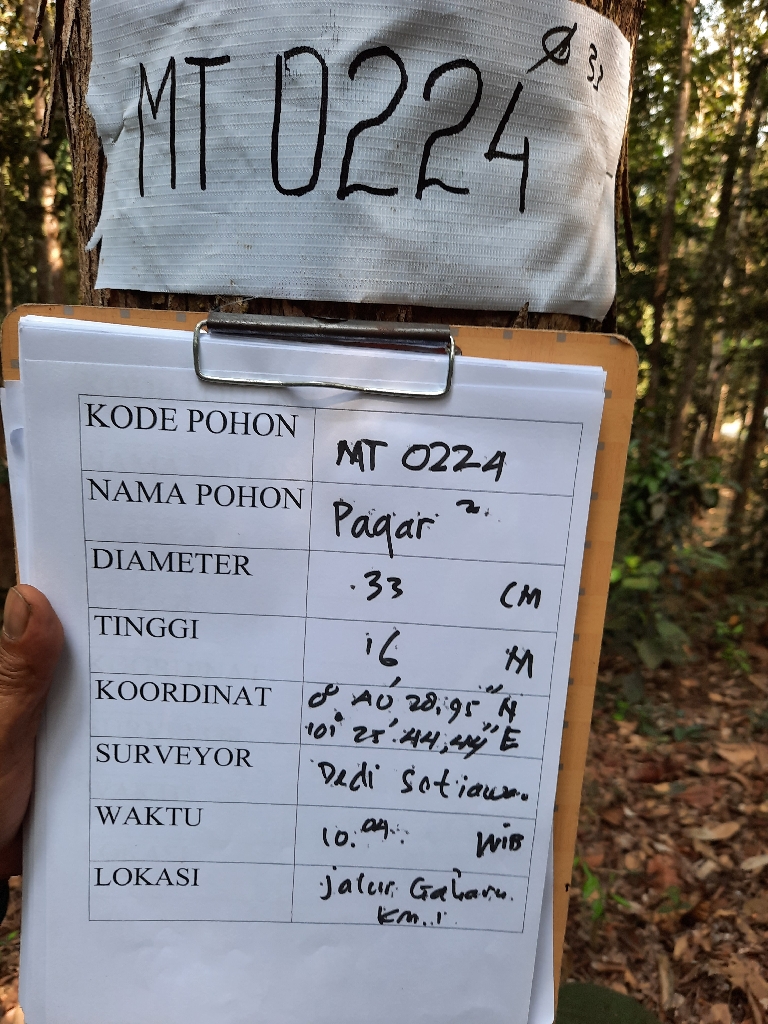 MT 0224 Ø 33
KODE POHON MT 0224
NAMA POHON Pagar ²
DIAMETER 33 CM
TINGGI 16 M
KOORDINAT 0° 40' 28,95" N
101° 25' 44,44" E
SURVEYOR Dedi Setiawan.
WAKTU 10.04. WIB
LOKASI jalur Gaharu.
KM.1